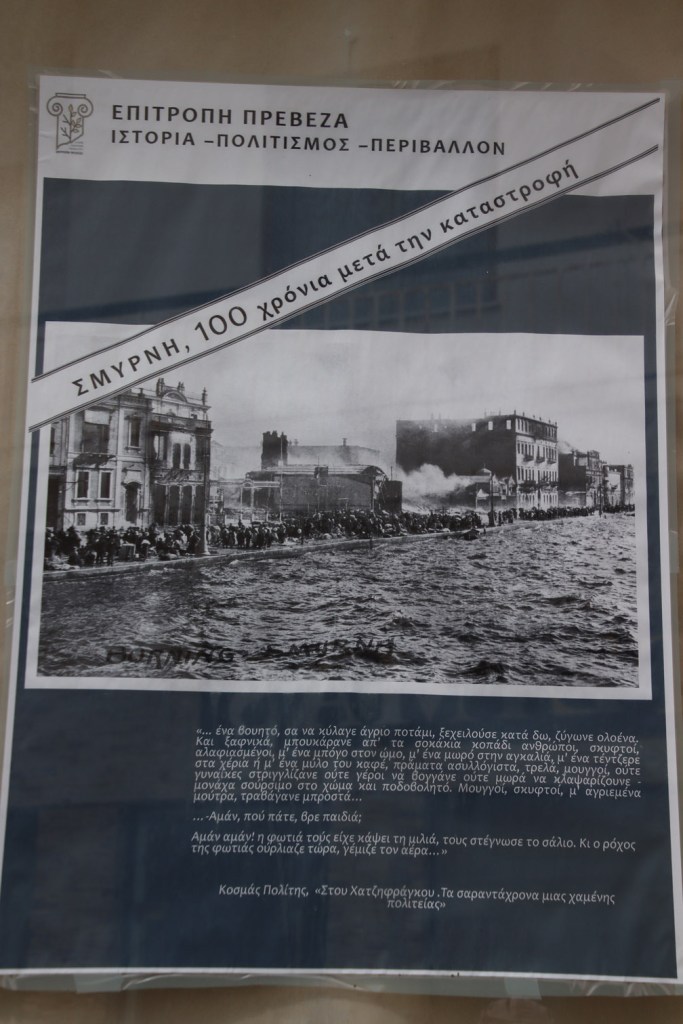 ΕΠΙΤΡΟΠΗ ΠΡΕΒΕΖΑ
ΙΣΤΟΡΙΑ –ΠΟΛΙΤΙΣΜΟΣ –ΠΕΡΙΒΑΛΛΟΝ
ΣΜΥΡΝΗ, 100 χρόνια μετά την καταστροφή
BURNING SMYRNH
«... ένα βουητό, σα να κύλαγε άγριο ποτάμι, ξεχειλούσε κατά δω, ζύγωνε ολοένα.
Και ξαφνικά, μπουκάρανε απ' τα σοκάκια κοπάδι ανθρώποι, σκυφτοί,
αλαφιασμένοι, μ' ένα μπόγο στον ώμο, μ' ένα μωρό στην αγκαλιά, μ' ένα τέντζερε
στα χέρια ή μ' ένα μύλο του καφέ, πράματα ασυλλόγιστα, τρελά, μουγγοί, ούτε
γυναίκες στριγγλίζανε ούτε γέροι να βογγάνε ούτε μωρά να κλαψαρίζουνε -
μονάχα σούρσιμο στο χώμα και ποδοβολητό. Μουγγοί, σκυφτοί, μ' αγριεμένα
μούτρα, τραβάγανε μπροστά...
...-Αμάν, πού πάτε, βρε παιδιά;
Αμάν αμάν! η φωτιά τούς είχε κάψει τη μιλιά, τους στέγνωσε το σάλιο. Κι ο ρόχος
της φωτιάς ούρλιαζε τώρα, γέμιζε τον αέρα...»
Κοσμάς Πολίτης, «Στου Χατζηφράγκου .Τα σαραντάχρονα μιας χαμένης
πολιτείας»